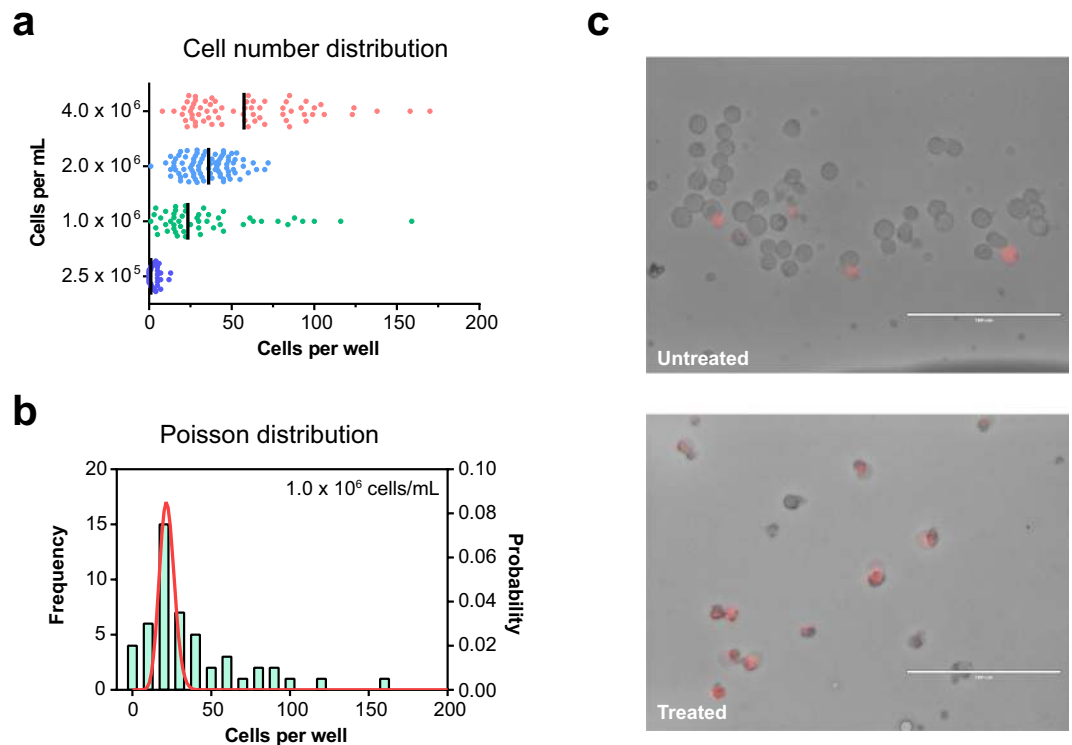 a
Cell number distribution
Cells per mL
4.0 x 10⁶
2.0 x 10⁶
1.0 x 10⁶
2.5 x 10⁵
0 50 100 150 200
Cells per well
b
Poisson distribution
1.0 x 10⁶ cells/mL
Frequency
20
15
10
5
0
0.10
0.08
0.06
0.04
0.02
0.00
Probability
0 50 100 150 200
Cells per well
c
Untreated
Treated